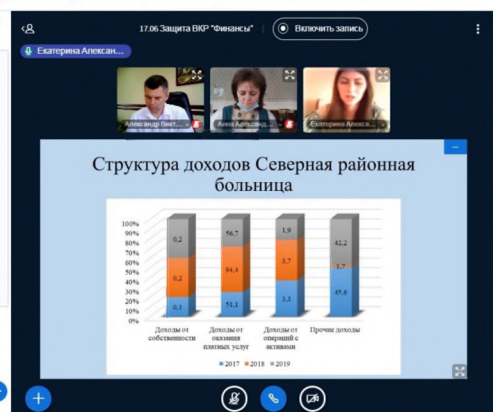 17.06 Защита ВКР "Финансы"
Включить запись
Екатерина Алексан...
Александр Викт...
Анна Александ...
Екатерина Алекса...
Структура доходов Северная районная
больница
100%
90%
80%
70%
60%
50%
40%
30%
20%
10%
0%
0,2
0,2
0,1
56,7
94,4
51,1
1,9
3,7
3,3
42,2
1,7
45,8
Доходы от
собственности
Доходы от
оказания
платных услуг
Доходы от
операций с
активами
Прочие доходы
2017
2018
2019